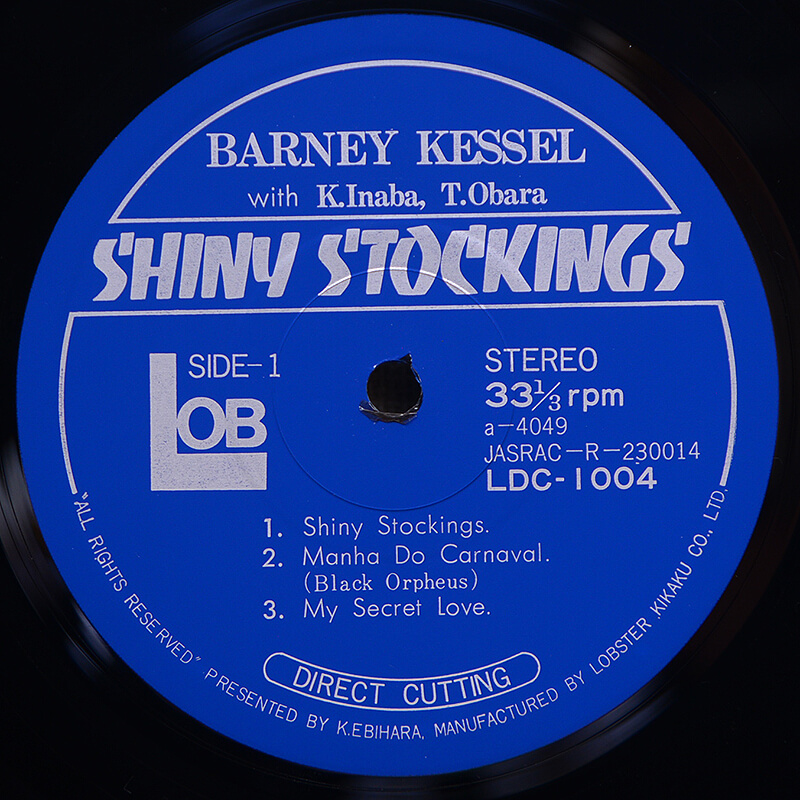 BARNEY KESSEL
with K.Inaba, T.Obara
SHINY STOCKINGS
SIDE-1
LOB
STEREO
33⅓ rpm
a-4049
JASRAC-R-230014
LDC-1004
1. Shiny Stockings.
2. Manha Do Carnaval.
(Black Orpheus)
3. My Secret Love.
DIRECT CUTTING
"ALL RIGHTS RESERVED" PRESENTED BY K.EBIHARA, MANUFACTURED BY LOBSTER KIKAKU CO., LTD.